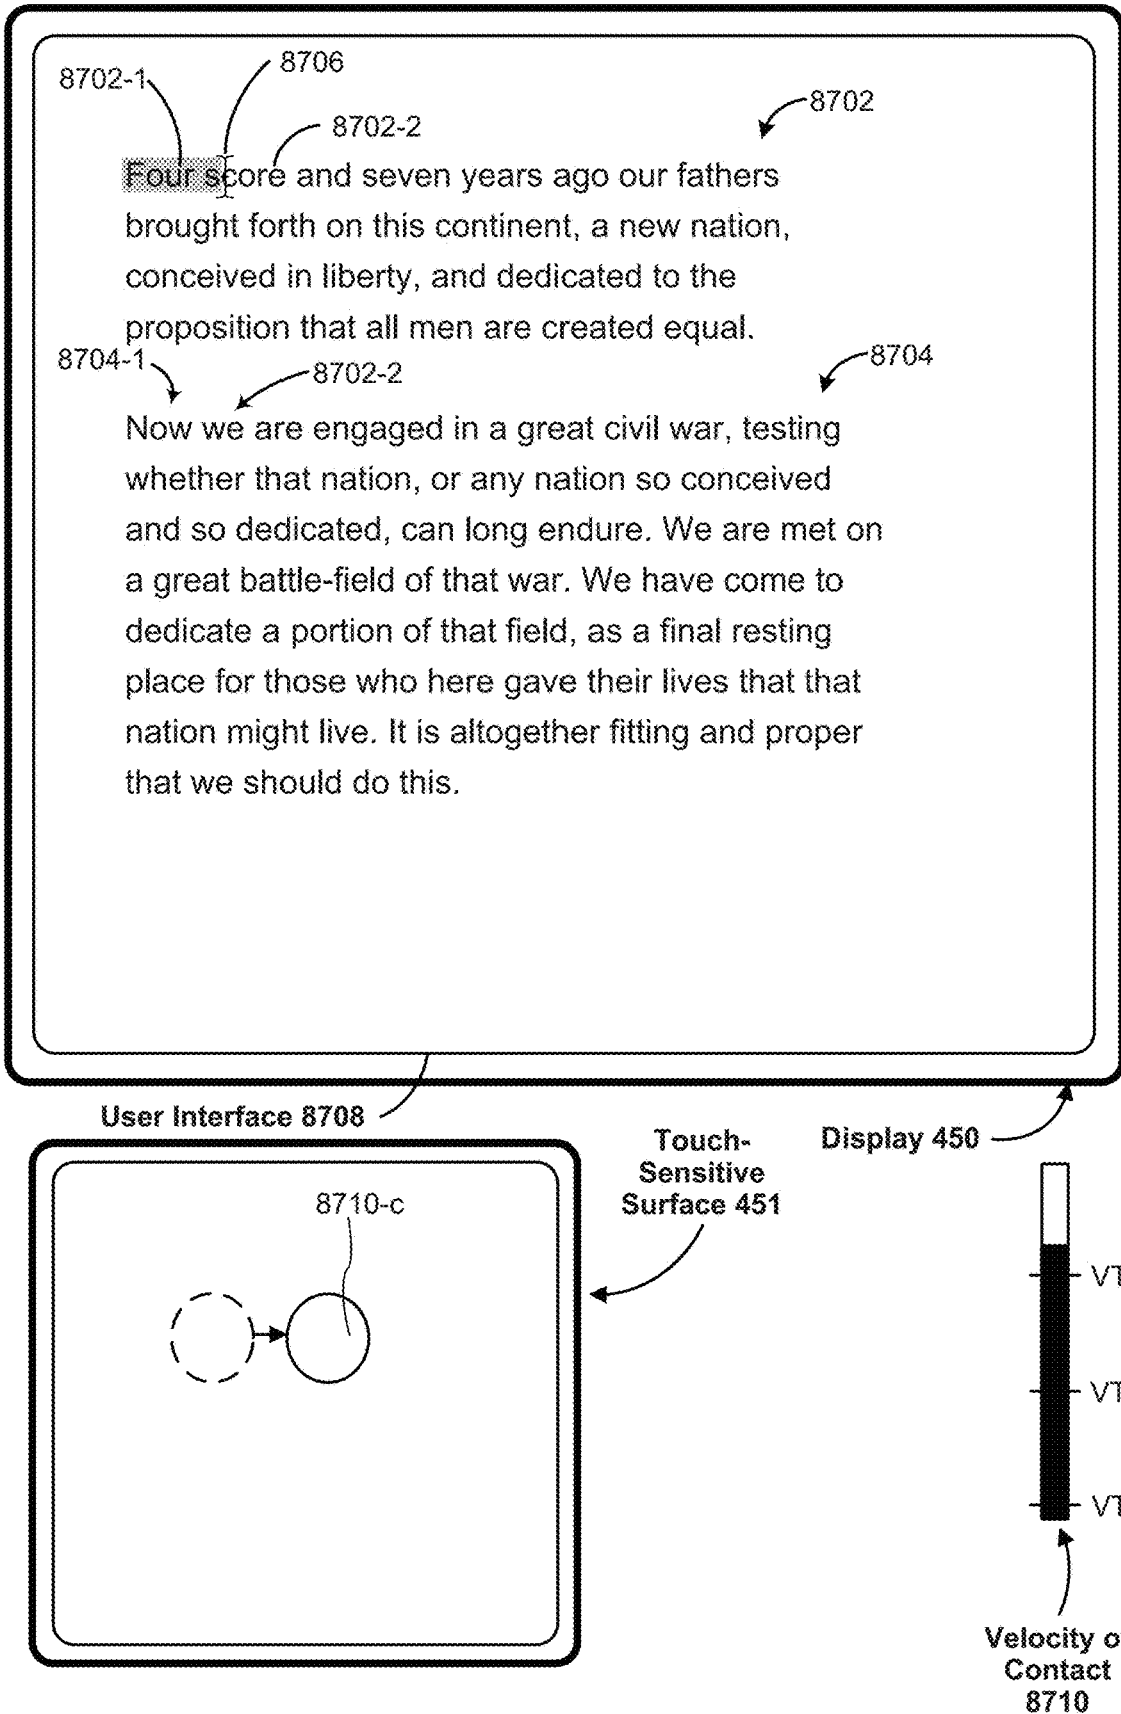 8706
8702-1
8702
8702-2
Four score and seven years ago our fathers
brought forth on this continent, a new nation,
conceived in liberty, and dedicated to the
proposition that all men are created equal.
8704-1
8702-2
8704
Now we are engaged in a great civil war, testing
whether that nation, or any nation so conceived
and so dedicated, can long endure. We are met on
a great battle-field of that war. We have come to
dedicate a portion of that field, as a final resting
place for those who here gave their lives that that
nation might live. It is altogether fitting and proper
that we should do this.
User Interface 8708
Touch-
Sensitive
Surface 451
Display 450
8710-c
VT
VT
VT
Velocity o
Contact
8710